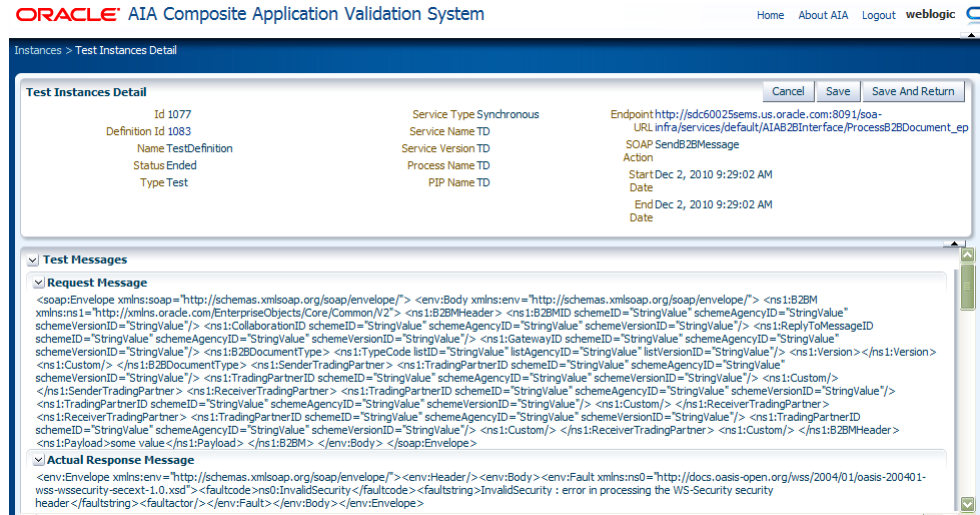 ORACLE AIA Composite Application Validation System
Home About AIA Logout weblogic
Instances > Test Instances Detail
Test Instances Detail
Cancel Save Save And Return
Id 1077
Definition Id 1083
Name TestDefinition
Status Ended
Type Test
Service Type Synchronous
Service Name TD
Service Version TD
Process Name TD
PIP Name TD
Endpoint http://sdc60025sems.us.oracle.com:8091/soa-
URL infra/services/default/AIAB2BInterface/ProcessB2BDocument_ep
SOAP SendB2BMessage
Action
Start Dec 2, 2010 9:29:02 AM
Date
End Dec 2, 2010 9:29:02 AM
Date
Test Messages
Request Message
<soap:Envelope xmlns:soap="http://schemas.xmlsoap.org/soap/envelope/"> <env:Body xmlns:env="http://schemas.xmlsoap.org/soap/envelope/"> <ns1:B2BM
xmlns:ns1="http://xmlns.oracle.com/EnterpriseObjects/Core/Common/V2"> <ns1:B2BMHeader> <ns1:B2BMID schemeID="StringValue" schemeAgencyID="StringValue"
schemeVersionID="StringValue"/> <ns1:CollaborationID schemeID="StringValue" schemeAgencyID="StringValue" schemeVersionID="StringValue"/> <ns1:ReplyToMessageID
schemeID="StringValue" schemeAgencyID="StringValue" schemeVersionID="StringValue"/> <ns1:GatewayID schemeID="StringValue" schemeAgencyID="StringValue"
schemeVersionID="StringValue"/> <ns1:B2BDocumentType> <ns1:TypeCode listID="StringValue" listAgencyID="StringValue" listVersionID="StringValue"/> <ns1:Version></ns1:Version>
<ns1:Custom/> </ns1:B2BDocumentType> <ns1:SenderTradingPartner> <ns1:TradingPartnerID schemeID="StringValue" schemeAgencyID="StringValue"
schemeVersionID="StringValue"/> <ns1:TradingPartnerID schemeID="StringValue" schemeAgencyID="StringValue" schemeVersionID="StringValue"/> <ns1:Custom/>
</ns1:SenderTradingPartner> <ns1:ReceiverTradingPartner> <ns1:TradingPartnerID schemeID="StringValue" schemeAgencyID="StringValue" schemeVersionID="StringValue"/>
<ns1:TradingPartnerID schemeID="StringValue" schemeAgencyID="StringValue" schemeVersionID="StringValue"/> <ns1:Custom/> </ns1:ReceiverTradingPartner>
<ns1:ReceiverTradingPartner> <ns1:TradingPartnerID schemeID="StringValue" schemeAgencyID="StringValue" schemeVersionID="StringValue"/> <ns1:TradingPartnerID
schemeID="StringValue" schemeAgencyID="StringValue" schemeVersionID="StringValue"/> <ns1:Custom/> </ns1:ReceiverTradingPartner> <ns1:Custom/> </ns1:B2BMHeader>
<ns1:Payload>some value</ns1:Payload> </ns1:B2BM> </env:Body> </soap:Envelope>
Actual Response Message
<env:Envelope xmlns:env="http://schemas.xmlsoap.org/soap/envelope/"><env:Header/><env:Body><env:Fault xmlns:ns0="http://docs.oasis-open.org/wss/2004/01/oasis-200401-
wss-wssecurity-secext-1.0.xsd"><faultcode>ns0:InvalidSecurity</faultcode><faultstring>InvalidSecurity : error in processing the WS-Security security
header</faultstring><faultactor/></env:Fault></env:Body></env:Envelope>